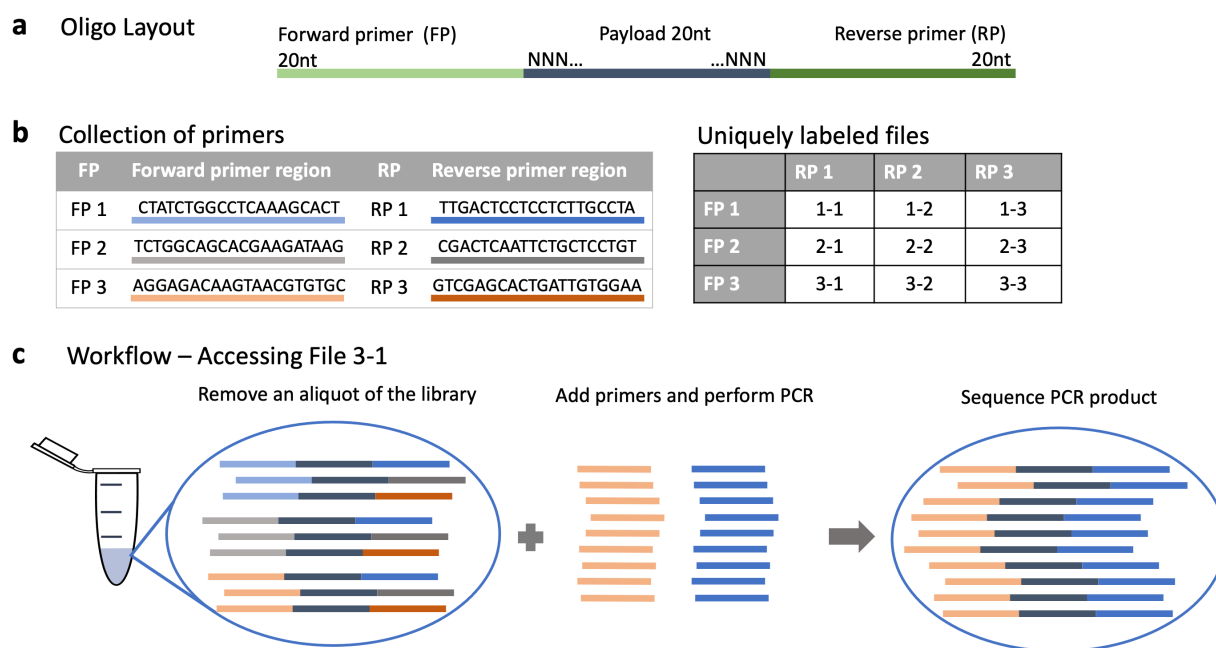 a Oligo Layout
Forward primer (FP) Payload 20nt Reverse primer (RP)
20nt NNN... ...NNN 20nt
b Collection of primers Uniquely labeled files
FP Forward primer region RP Reverse primer region
FP 1 CTATCTGGCCTCAAAGCACT RP 1 TTGACTCCTCCTCTTGCCTA
FP 2 TCTGGCAGCACGAAGATAAG RP 2 CGACTCAATTCTGCTCCTGT
FP 3 AGGAGACAAGTAACGTGTGC RP 3 GTCGAGCACTGATTGTGGAA
RP 1 RP 2 RP 3
FP 1 1-1 1-2 1-3
FP 2 2-1 2-2 2-3
FP 3 3-1 3-2 3-3
c Workflow – Accessing File 3-1
Remove an aliquot of the library Add primers and perform PCR Sequence PCR product